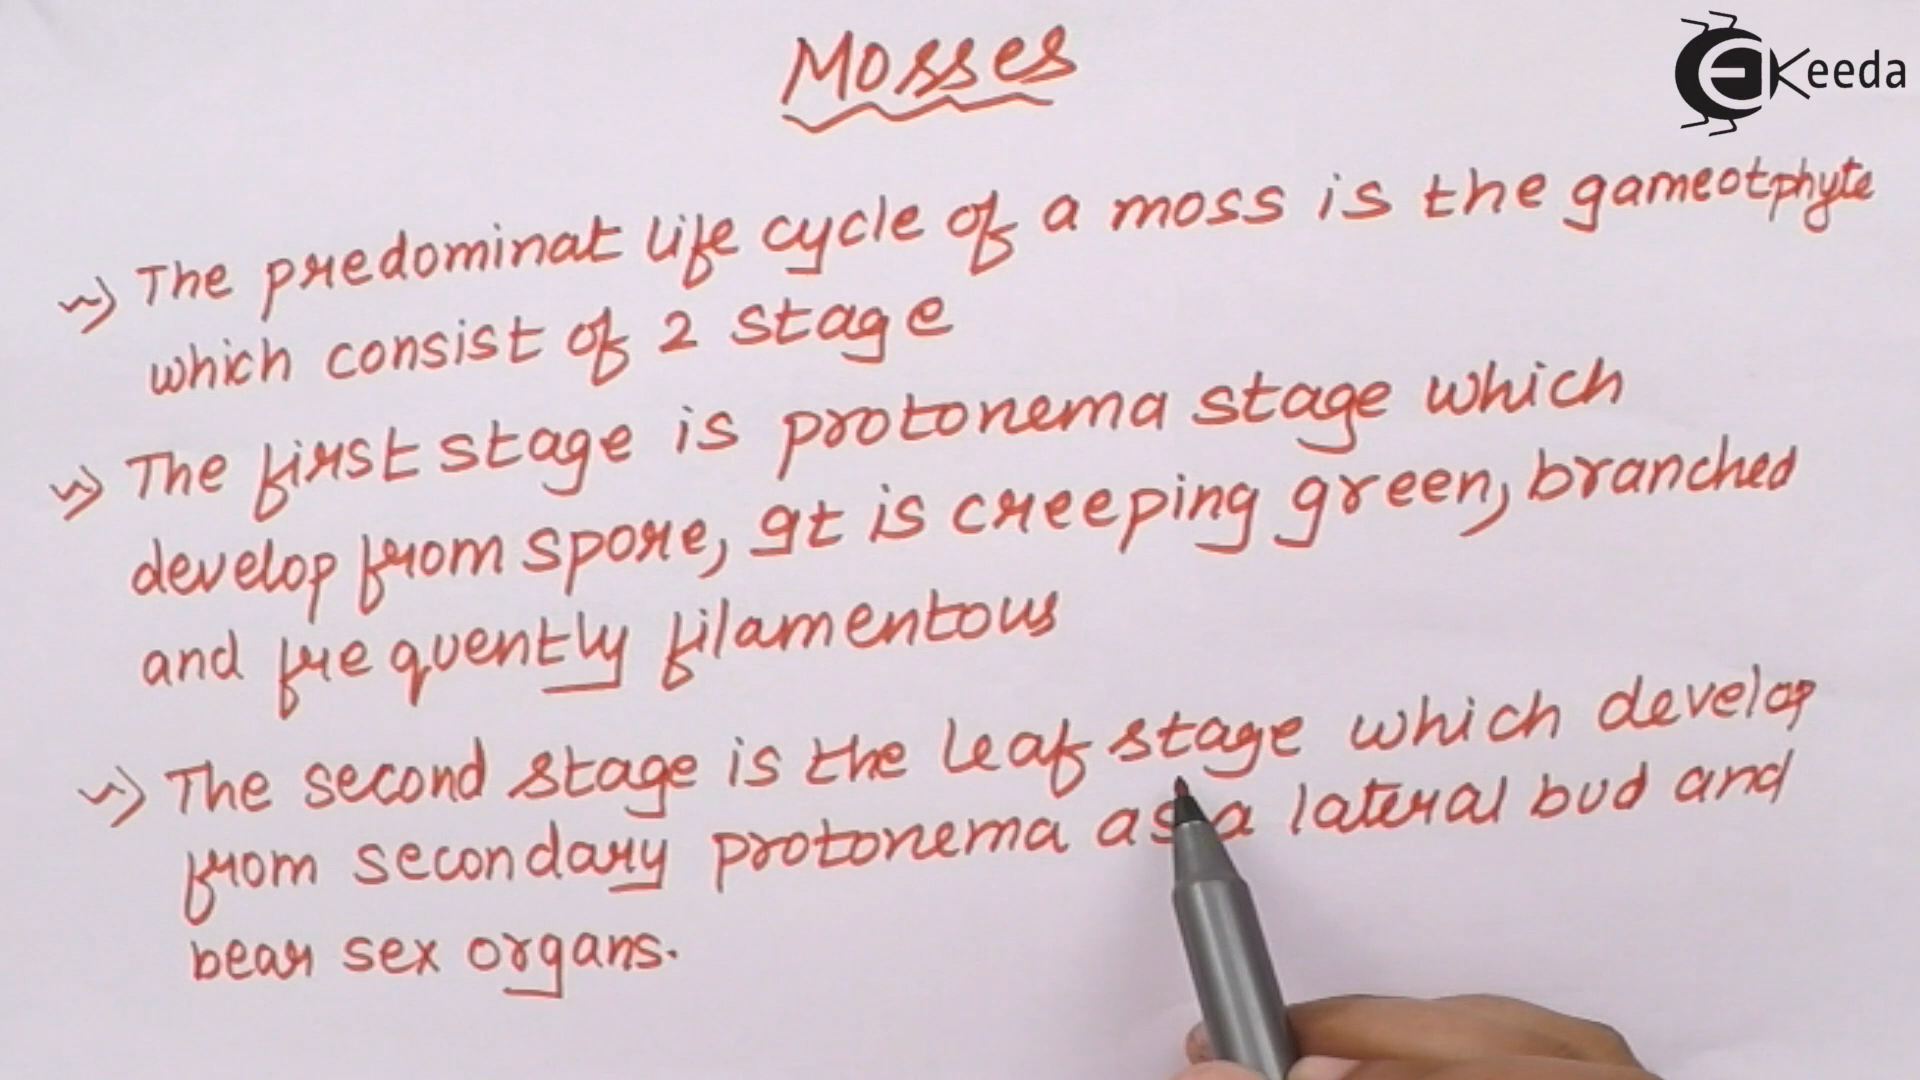 Mosses
EKeeda
~> The predominat life cycle of a moss is the gameotphyte
which consist of 2 stage
~> The first stage is protonema stage which
develop from spore, It is creeping green, branched
and frequently filamentous
~> The second stage is the leaf stage which develop
from secondary protonema as a lateral bud and
bear sex organs.